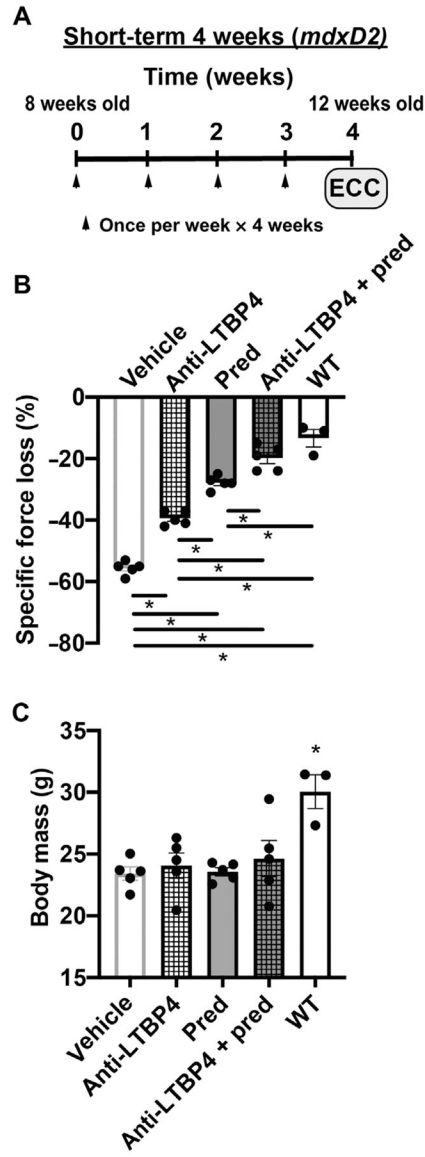 A
Short-term 4 weeks (mdxD2)
Time (weeks)
8 weeks old 12 weeks old
0 1 2 3 4
ECC
Once per week × 4 weeks
B
Vehicle
Anti-LTBP4
Pred
Anti-LTBP4 + pred
WT
Specific force loss (%)
0
−20
−40
−60
−80
*
*
*
*
*
*
*
*
*
C
*
Body mass (g)
35
30
25
20
15
Vehicle
Anti-LTBP4
Pred
Anti-LTBP4 + pred
WT